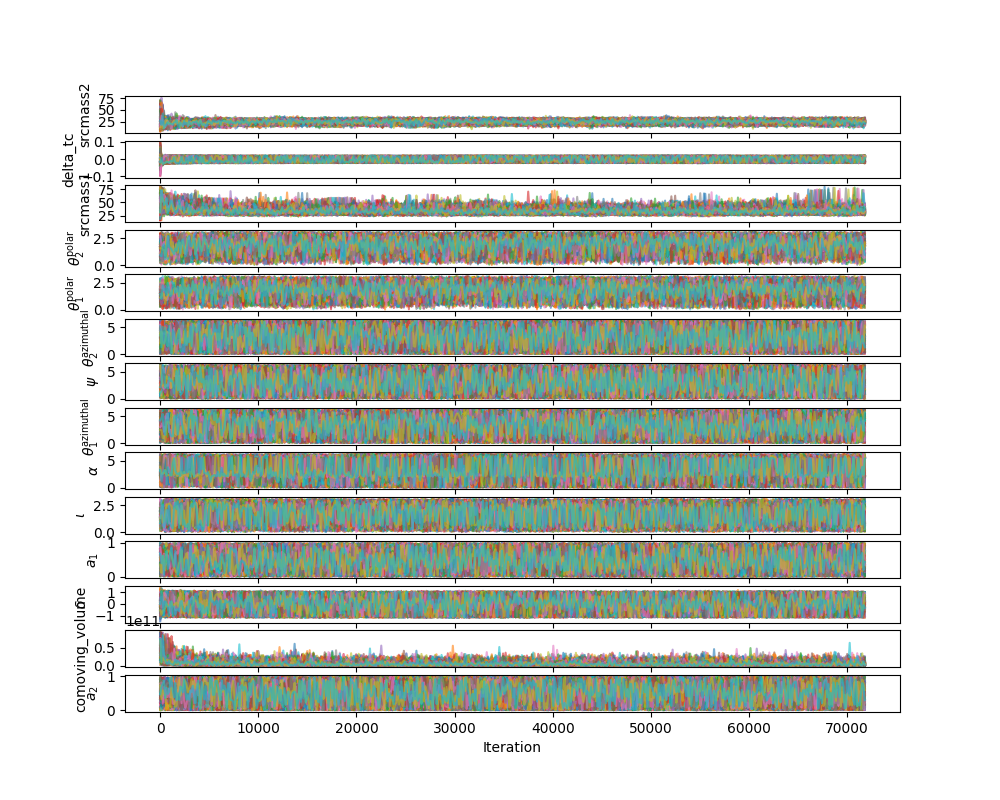 srcmass2
75
50
25
delta_tc
0.1
0.0
−0.1
srcmass1
75
50
25
θ₂^polar
2.5
0.0
θ₁^polar
2.5
0.0
θ₂^azimuthal
5
0
ψ
5
0
θ₁^azimuthal
5
0
α
5
0
ι
2.5
0.0
a₁
1
0
1
0
−1
comoving_volume
1e11
0.5
0.0
a₂
1
0
0 10000 20000 30000 40000 50000 60000 70000
Iteration